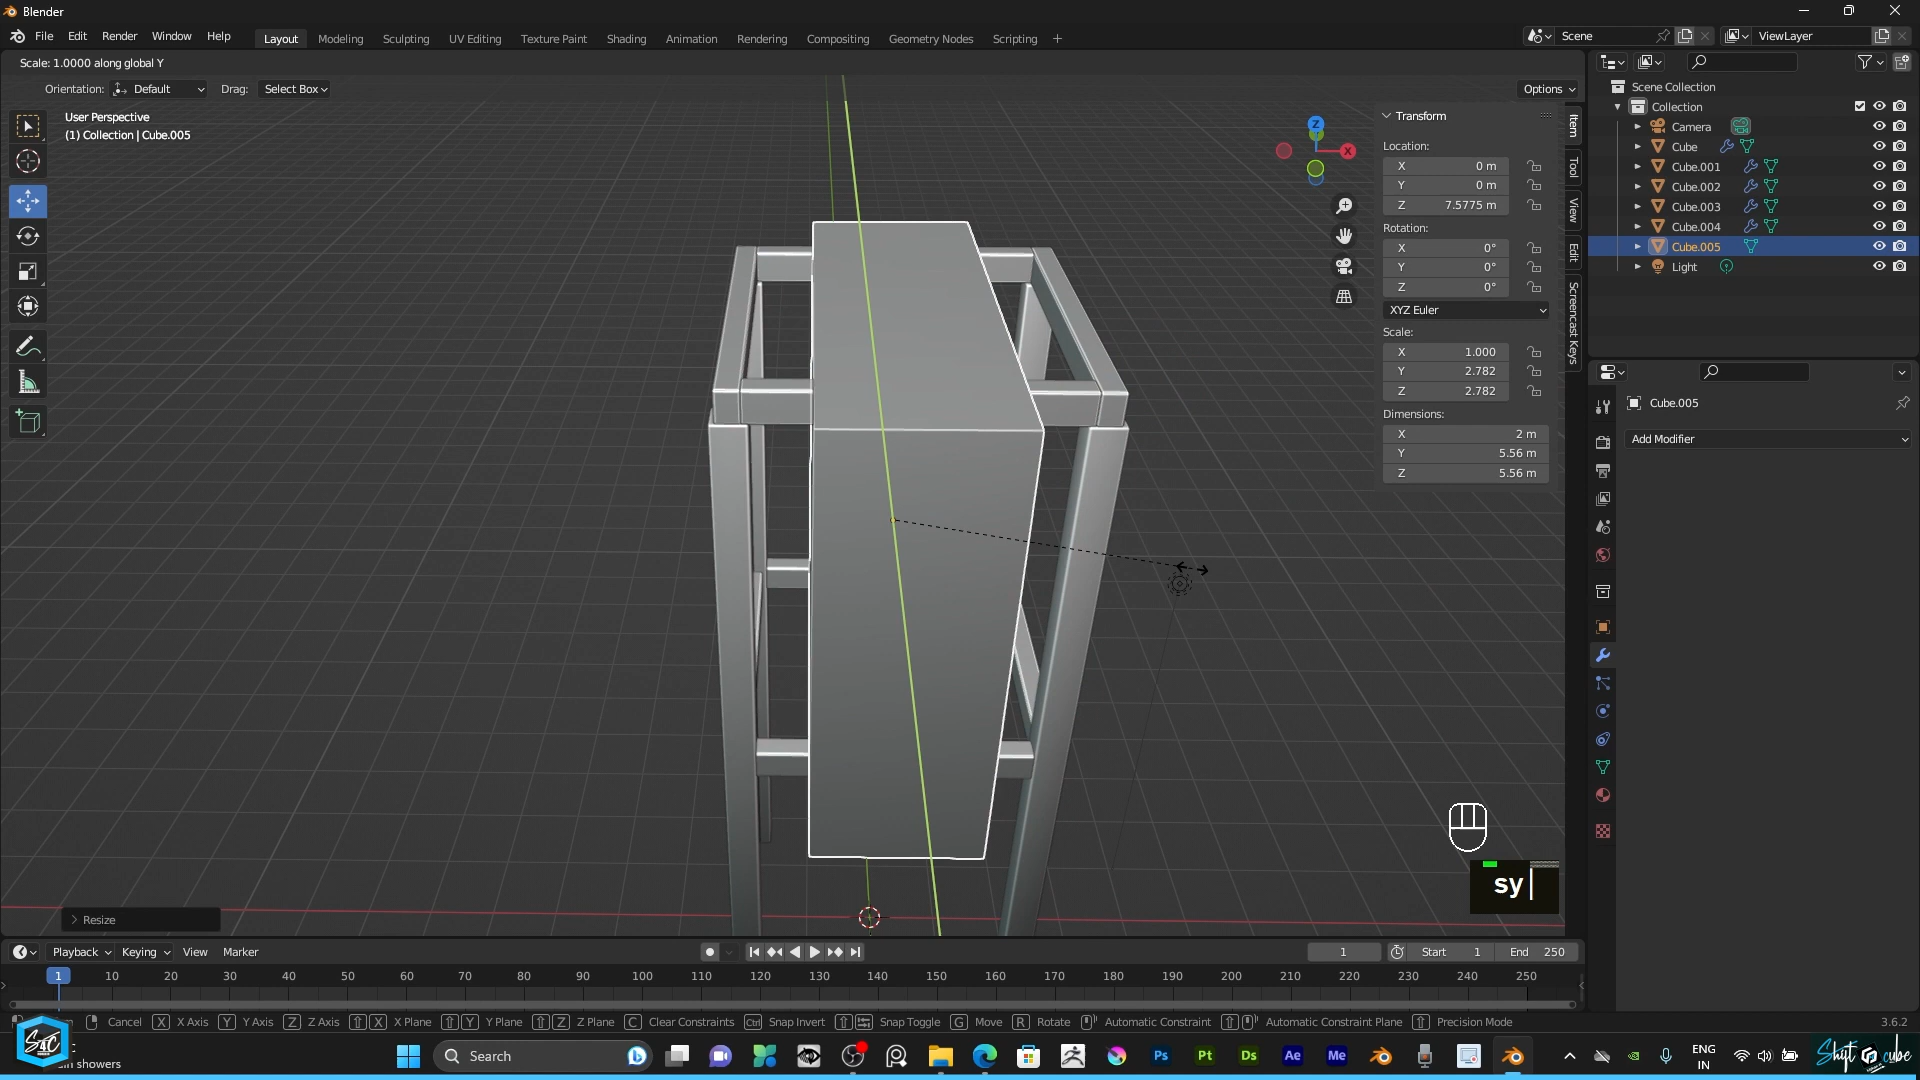 Blender
File Edit Render Window Help
Layout Modeling Sculpting UV Editing Texture Paint Shading Animation Rendering Compositing Geometry Nodes Scripting +
Scene
ViewLayer
Scale: 1.0000 along global Y
Orientation: Default Drag: Select Box
Options
User Perspective
(1) Collection | Cube.005
Z
X
Transform
Location:
X 0 m
Y 0 m
Z 7.5775 m
Rotation:
X 0°
Y 0°
Z 0°
XYZ Euler
Scale:
X 1.000
Y 2.782
Z 2.782
Dimensions:
X 2 m
Y 5.56 m
Z 5.56 m
Item
Tool
View
Edit
Screencast Keys
Scene Collection
Collection
Camera
Cube
Cube.001
Cube.002
Cube.003
Cube.004
Cube.005
Light
Cube.005
Add Modifier
sy
Resize
Playback Keying View Marker
1
Start 1 End 250
1 10 20 30 40 50 60 70 80 90 100 110 120 130 140 150 160 170 180 190 200 210 220 230 240 250
Cancel X X Axis Y Y Axis Z Z Axis X X Plane Y Y Plane Z Z Plane C Clear Constraints Ctrl Snap Invert Snap Toggle G Move R Rotate Automatic Constraint Automatic Constraint Plane Precision Mode
3.6.2
S4C
showers
Search
Ps Pt Ds Ae Me
ENG
IN